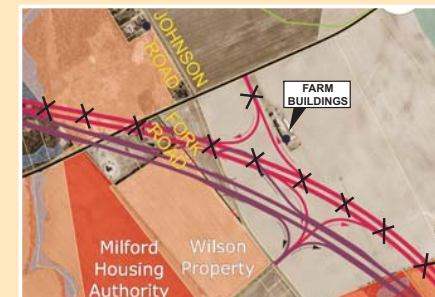 JOHNSON
ROAD
FARM
BUILDINGS
FORK
ROAD
Milford
Housing
Authority
Wilson
Property